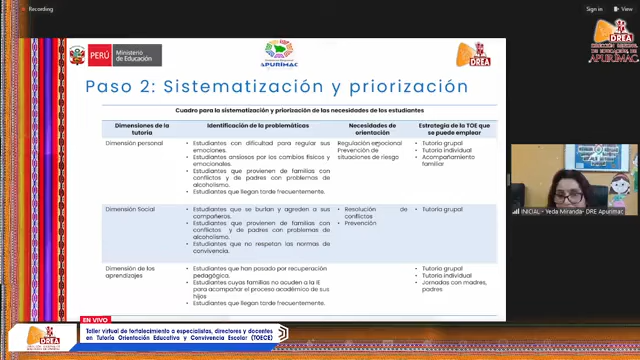 Recording
Sign in
View
PERÚ
Ministerio
de Educación
APURIMAC
DREA
DREA
DIRECCIÓN REGIONAL
DE EDUCACIÓN DE
APURÍMAC
Paso 2: Sistematización y priorización
Cuadro para la sistematización y priorización de las necesidades de los estudiantes
Dimensiones de la tutoría
Identificación de la problemáticas
Necesidades de orientación
Estrategia de la TOE que se puede emplear
Dimensión personal
• Estudiantes con dificultad para regular sus
emociones.
• Estudiantes ansiosos por los cambios físicos y
emocionales.
• Estudiantes que provienen de familias con
conflictos y de padres con problemas de
alcoholismo.
• Estudiantes que llegan tarde frecuentemente.
Regulación emocional
Prevención de
situaciones de riesgo
• Tutoría grupal
• Tutoría individual
• Acompañamiento
familiar
Dimensión Social
• Estudiantes que se burlan y agreden a sus
compañeros.
• Estudiantes que provienen de familias con
conflictos y de padres con problemas de
alcoholismo.
• Estudiantes que no respetan las normas de
convivencia.
• Resolución de
conflictos
• Prevención
• Tutoría grupal
Dimensión de los
aprendizajes
• Estudiantes que han pasado por recuperación
pedagógica.
• Estudiantes cuyas familias no acuden a la IE
para acompañar el proceso académico de sus
hijos
• Estudiantes que llegan tarde frecuentemente.
• Tutoría grupal
• Tutoría individual
• Jornadas con madres,
padres
INICIAL - Yeda Miranda- DRE Apurimac
EN VIVO
DREA
Taller virtual de fortalecimiento a especialistas, directores y docentes
en Tutoría Orientación Educativa y Convivencia Escolar (TOECE)